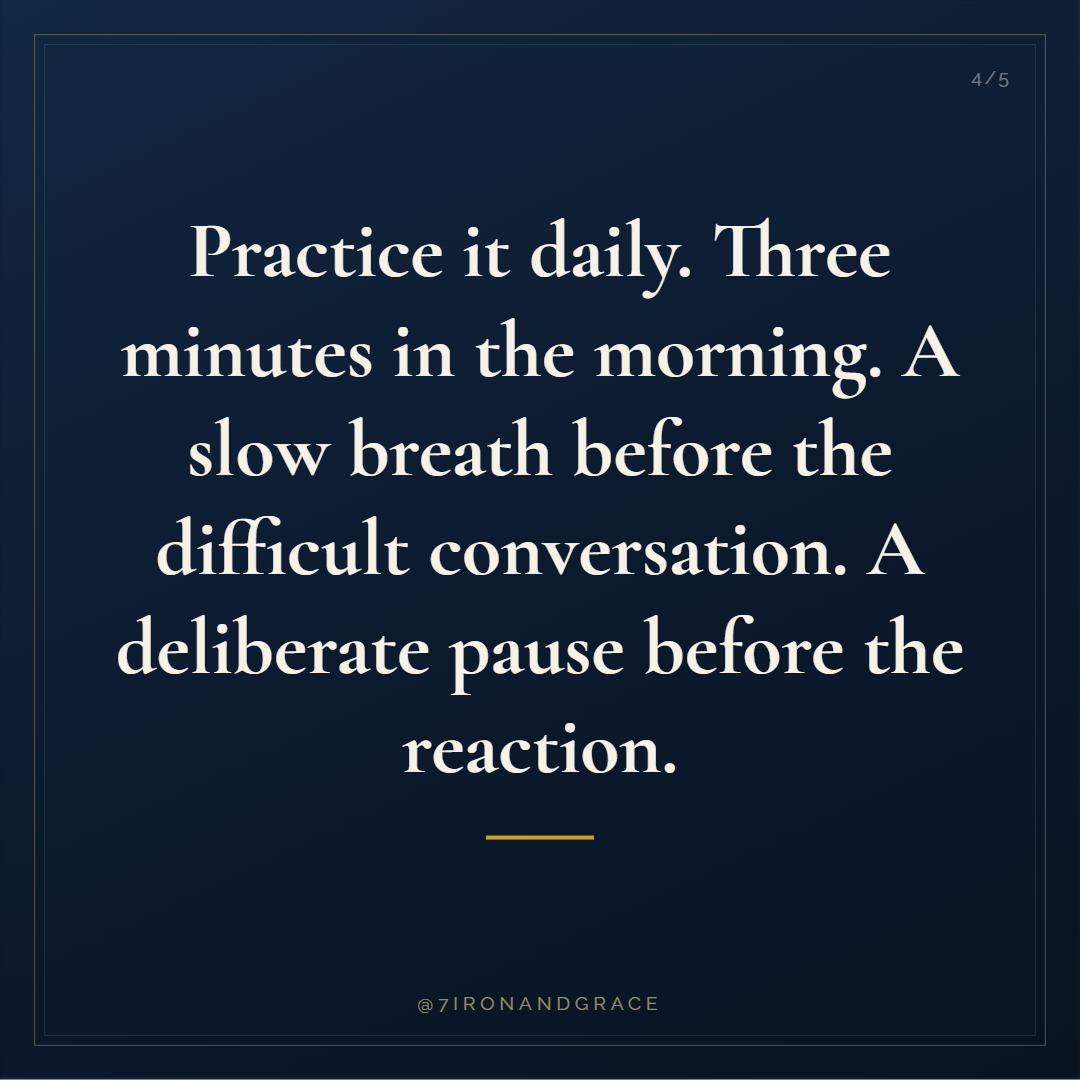 4/5
Practice it daily. Three
minutes in the morning. A
slow breath before the
difficult conversation. A
deliberate pause before the
reaction.
@7IRONANDGRACE